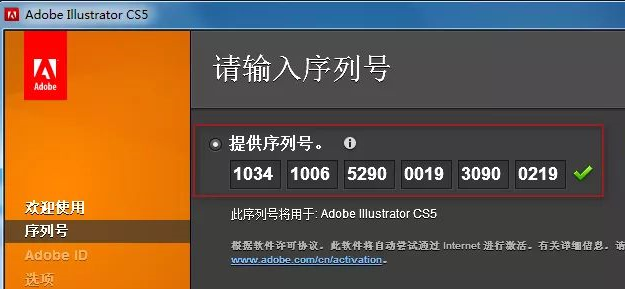 Adobe Illustrator CS5
Adobe
请输入序列号
提供序列号。
1034 1006 5290 0019 3090 0219
此序列号将用于: Adobe Illustrator CS5
根据软件许可协议。此软件将自动尝试通过 Internet 进行激活。有关详细信息。请
www.adobe.com/cn/activation.
欢迎使用
序列号
Adobe ID
选项